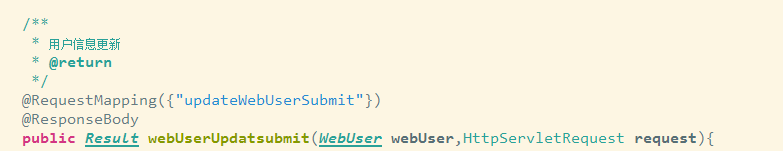 /**
* 用户信息更新
* @return
*/
@RequestMapping({"updateWebUserSubmit"})
@ResponseBody
public Result webUserUpdatsubmit(WebUser webUser,HttpServletRequest request){